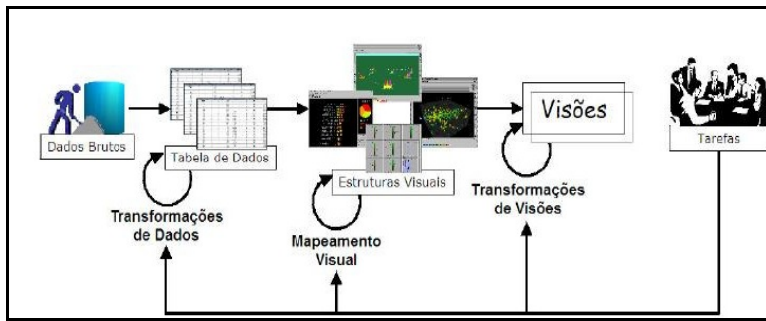 Dados Brutos
Tabela de Dados
Estruturas Visuais
Visões
Tarefas
Transformações
de Dados
Mapeamento
Visual
Transformações
de Visões